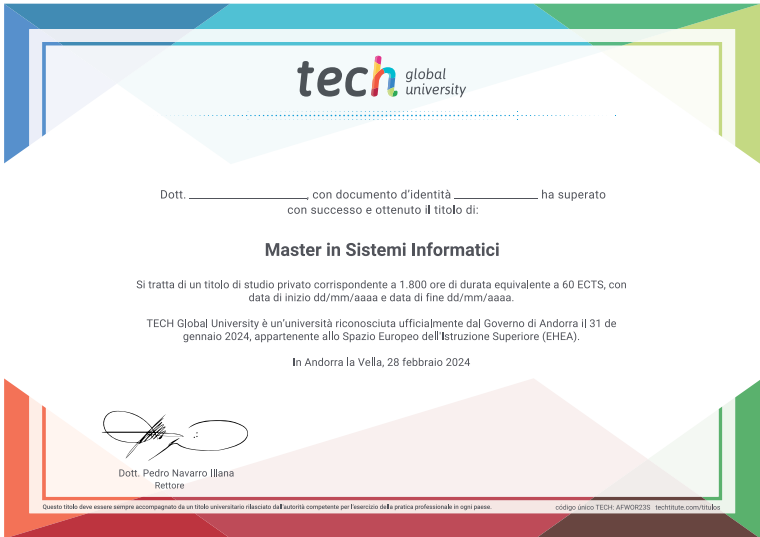 tech global university
Dott. ____________________, con documento d'identità ______________ ha superato
con successo e ottenuto il titolo di:
Master in Sistemi Informatici
Si tratta di un titolo di studio privato corrispondente a 1.800 ore di durata equivalente a 60 ECTS, con
data di inizio dd/mm/aaaa e data di fine dd/mm/aaaa.
TECH Global University è un'università riconosciuta ufficialmente dal Governo di Andorra il 31 de
gennaio 2024, appartenente allo Spazio Europeo dell'Istruzione Superiore (EHEA).
In Andorra la Vella, 28 febbraio 2024
Dott. Pedro Navarro Illana
Rettore
Questo titolo deve essere sempre accompagnato da un titolo universitario rilasciato dall'autorità competente per l'esercizio della pratica professionale in ogni paese.
código único TECH: AFWOR23S techtitute.com/titulos